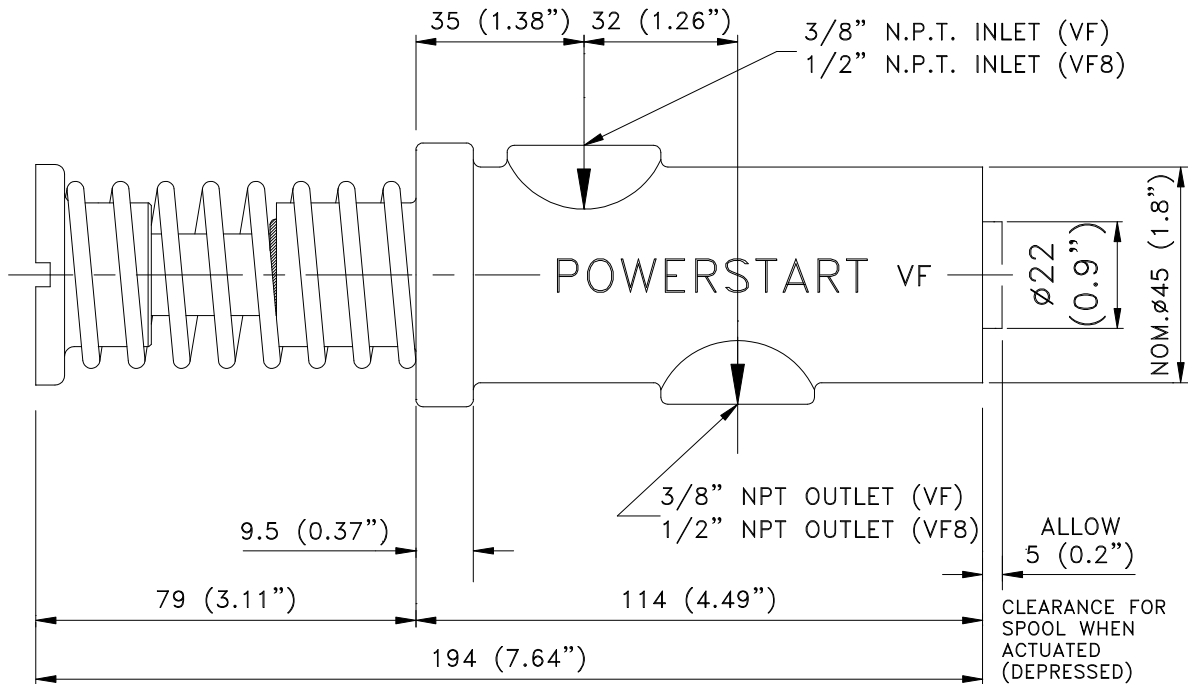 35 (1.38”)
32 (1.26”)
3/8” N.P.T. INLET (VF)
1/2” N.P.T. INLET (VF8)
POWERSTART VF
ø22
(0.9”)
NOM.ø45 (1.8”)
3/8” NPT OUTLET (VF)
1/2” NPT OUTLET (VF8)
9.5 (0.37”)
ALLOW
5 (0.2”)
79 (3.11”)
114 (4.49”)
CLEARANCE FOR
SPOOL WHEN
ACTUATED
(DEPRESSED)
194 (7.64”)